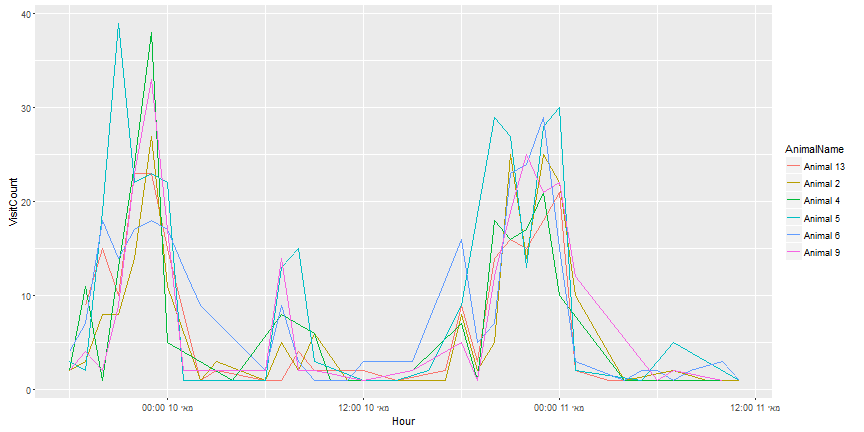 VisitCount
40
30
20
10
0
00:00 10 מאי
12:00 10 מאי
00:00 11 מאי
12:00 11 מאי
Hour
AnimalName
Animal 13
Animal 2
Animal 4
Animal 5
Animal 6
Animal 9